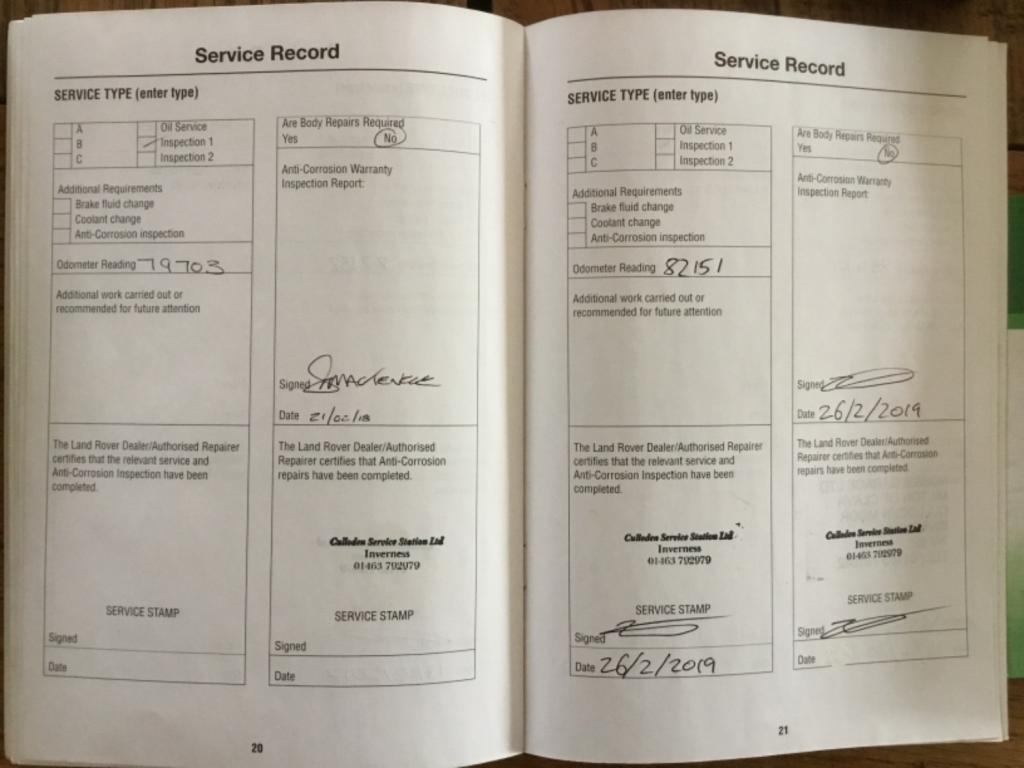 Service Record
SERVICE TYPE (enter type)
A
B
C
Oil Service
Inspection 1
Inspection 2
Additional Requirements
Brake fluid change
Coolant change
Anti-Corrosion inspection
Odometer Reading 79703
Additional work carried out or
recommended for future attention
The Land Rover Dealer/Authorised Repairer
certifies that the relevant service and
Anti-Corrosion Inspection have been
completed.
SERVICE STAMP
Signed
Date
Are Body Repairs Required
Yes No
Anti-Corrosion Warranty
Inspection Report:
Signed
Date 21/02/18
The Land Rover Dealer/Authorised
Repairer certifies that Anti-Corrosion
repairs have been completed.
Culloden Service Station Ltd
Inverness
01463 792979
SERVICE STAMP
Signed
Date
20
Service Record
SERVICE TYPE (enter type)
A
B
C
Oil Service
Inspection 1
Inspection 2
Additional Requirements
Brake fluid change
Coolant change
Anti-Corrosion inspection
Odometer Reading 82151
Additional work carried out or
recommended for future attention
The Land Rover Dealer/Authorised Repairer
certifies that the relevant service and
Anti-Corrosion Inspection have been
completed.
Culloden Service Station Ltd
Inverness
01463 792979
SERVICE STAMP
Signed
Date 26/2/2019
Are Body Repairs Required
Yes No
Anti-Corrosion Warranty
Inspection Report:
Signed
Date 26/2/2019
The Land Rover Dealer/Authorised
Repairer certifies that Anti-Corrosion
repairs have been completed.
Culloden Service Station Ltd
Inverness
01463 792979
SERVICE STAMP
Signed
Date
21